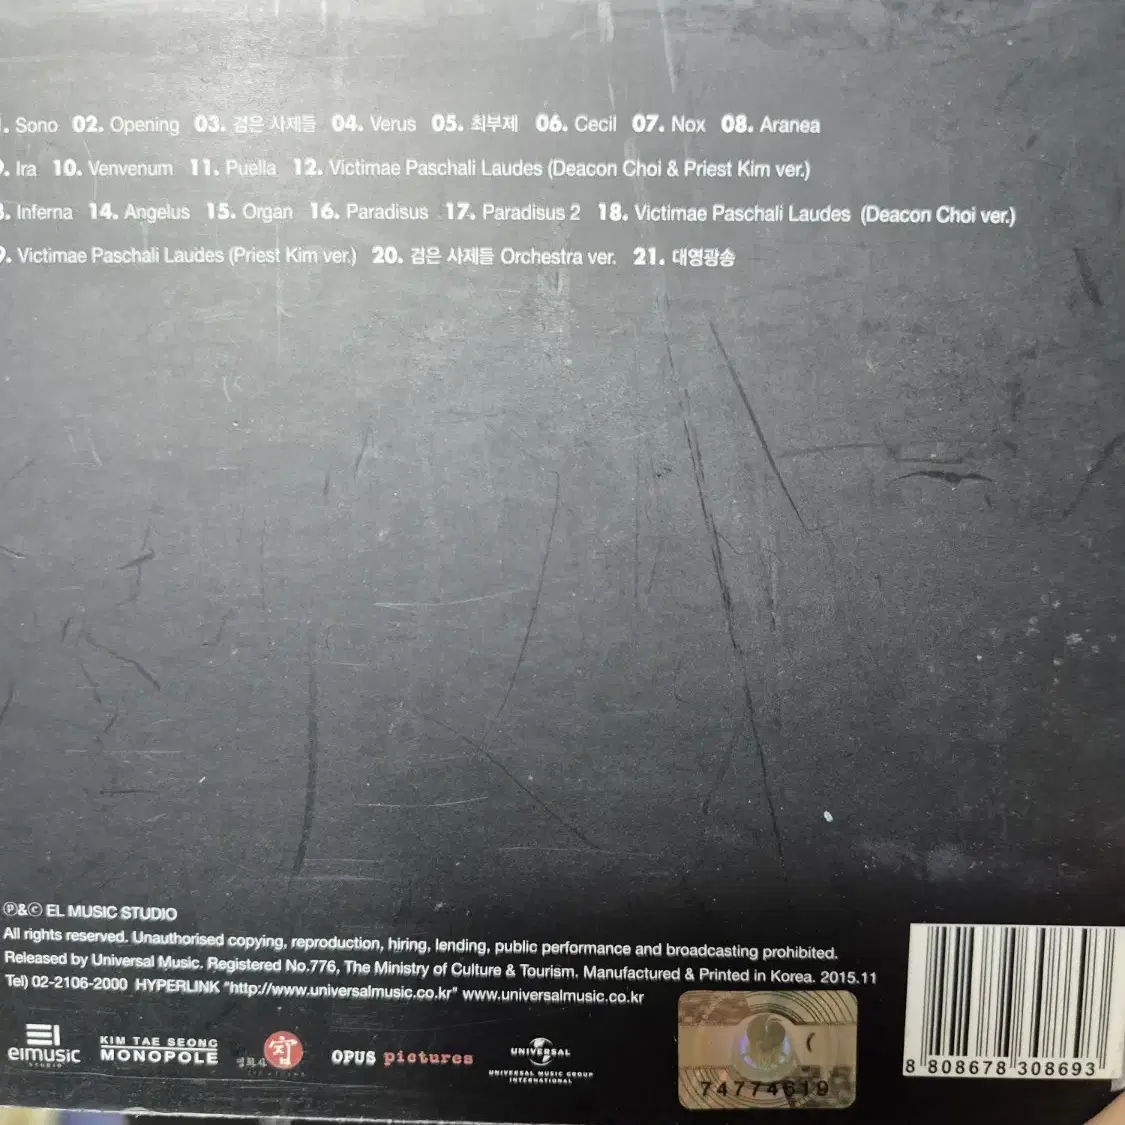 . Sono 02. Opening 03. 검은 사제들 04. Verus 05. 최부제 06. Cecil 07. Nox 08. Aranea
. Ira 10. Venvenum 11. Puella 12. Victimae Paschali Laudes (Deacon Choi & Priest Kim ver.)
. Inferna 14. Angelus 15. Organ 16. Paradisus 17. Paradisus 2 18. Victimae Paschali Laudes (Deacon Choi ver.)
. Victimae Paschali Laudes (Priest Kim ver.) 20. 검은 사제들 Orchestra ver. 21. 대영광송
℗&© EL MUSIC STUDIO
All rights reserved. Unauthorised copying, reproduction, hiring, lending, public performance and broadcasting prohibited.
Released by Universal Music. Registered No.776, The Ministry of Culture & Tourism. Manufactured & Printed in Korea. 2015.11
Tel) 02-2106-2000 HYPERLINK "http://www.universalmusic.co.kr" www.universalmusic.co.kr
elmusic
STUDIO
KIM TAE SEONG
MONOPOLE
영화사
집
OPUS pictures
UNIVERSAL
UNIVERSAL MUSIC GROUP
INTERNATIONAL
74774619
8 808678 308693